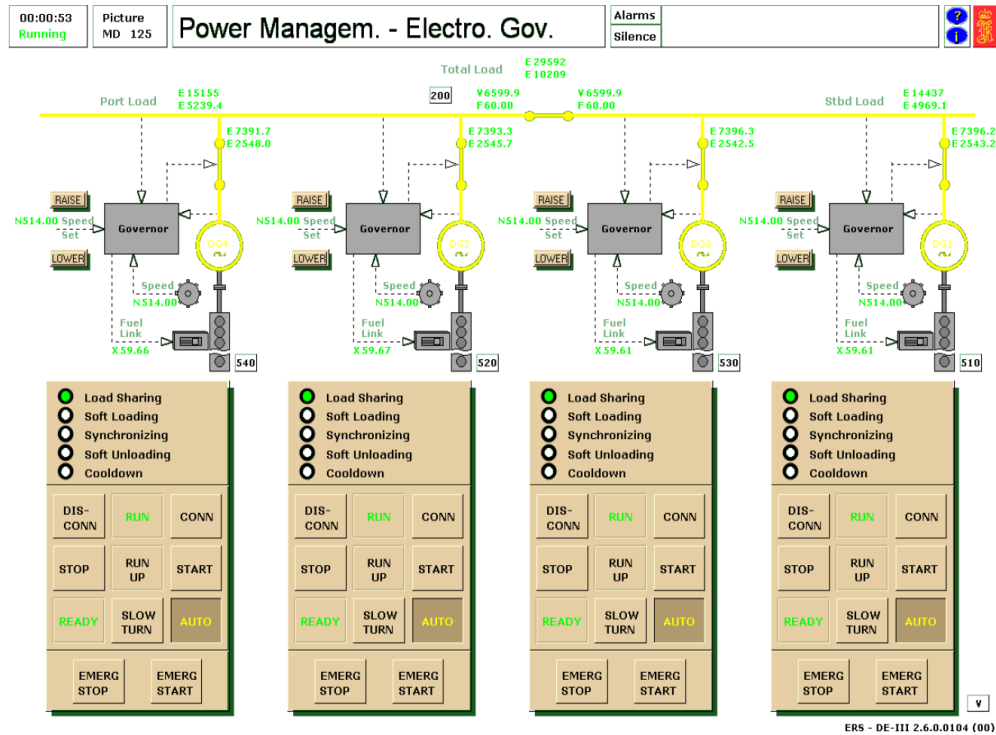 00:00:53
Running
Picture
MD 125
Power Managem. - Electro. Gov.
Alarms
Silence
?
i
Total Load
E 29592
E 10209
Port Load
E 15155
E 5239.4
200
V 6599.9
F 60.00
V 6599.9
F 60.00
Stbd Load
E 14437
E 4969.1
E 7391.7
E 2548.0
E 7393.3
E 2545.7
E 7396.3
E 2542.5
E 7396.2
E 2543.2
RAISE
RAISE
RAISE
RAISE
N514.00 Speed
Set
Governor
DG4
N514.00 Speed
Set
Governor
DG2
N514.00 Speed
Set
Governor
DG3
N514.00 Speed
Set
Governor
DG1
LOWER
LOWER
LOWER
LOWER
Speed
N514.00
Speed
N514.00
Speed
N514.00
Speed
N514.00
Fuel
Link
X 59.66
540
Fuel
Link
X 59.67
520
Fuel
Link
X 59.61
530
Fuel
Link
X 59.61
510
Load Sharing
Soft Loading
Synchronizing
Soft Unloading
Cooldown
DIS-
CONN
RUN
CONN
STOP
RUN
UP
START
READY
SLOW
TURN
AUTO
EMERG
STOP
EMERG
START
Load Sharing
Soft Loading
Synchronizing
Soft Unloading
Cooldown
DIS-
CONN
RUN
CONN
STOP
RUN
UP
START
READY
SLOW
TURN
AUTO
EMERG
STOP
EMERG
START
Load Sharing
Soft Loading
Synchronizing
Soft Unloading
Cooldown
DIS-
CONN
RUN
CONN
STOP
RUN
UP
START
READY
SLOW
TURN
AUTO
EMERG
STOP
EMERG
START
Load Sharing
Soft Loading
Synchronizing
Soft Unloading
Cooldown
DIS-
CONN
RUN
CONN
STOP
RUN
UP
START
READY
SLOW
TURN
AUTO
EMERG
STOP
EMERG
START
V
ERS - DE-III 2.6.0.0104 (00)